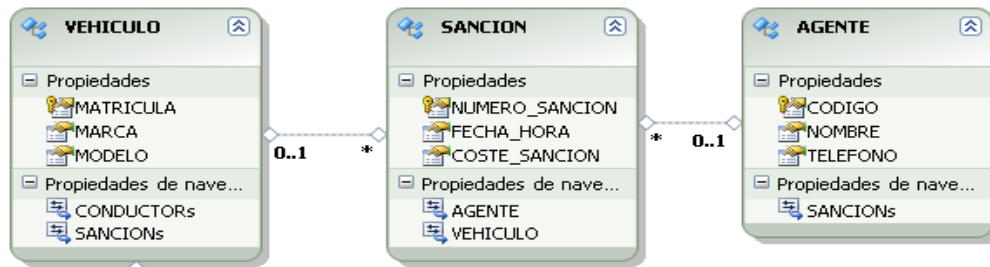 VEHICULO
Propiedades
MATRICULA
MARCA
MODELO
Propiedades de nave...
CONDUCTORs
SANCIONs
0..1
*
SANCION
Propiedades
NUMERO_SANCION
FECHA_HORA
COSTE_SANCION
Propiedades de nave...
AGENTE
VEHICULO
*
0..1
AGENTE
Propiedades
CODIGO
NOMBRE
TELEFONO
Propiedades de nave...
SANCIONs